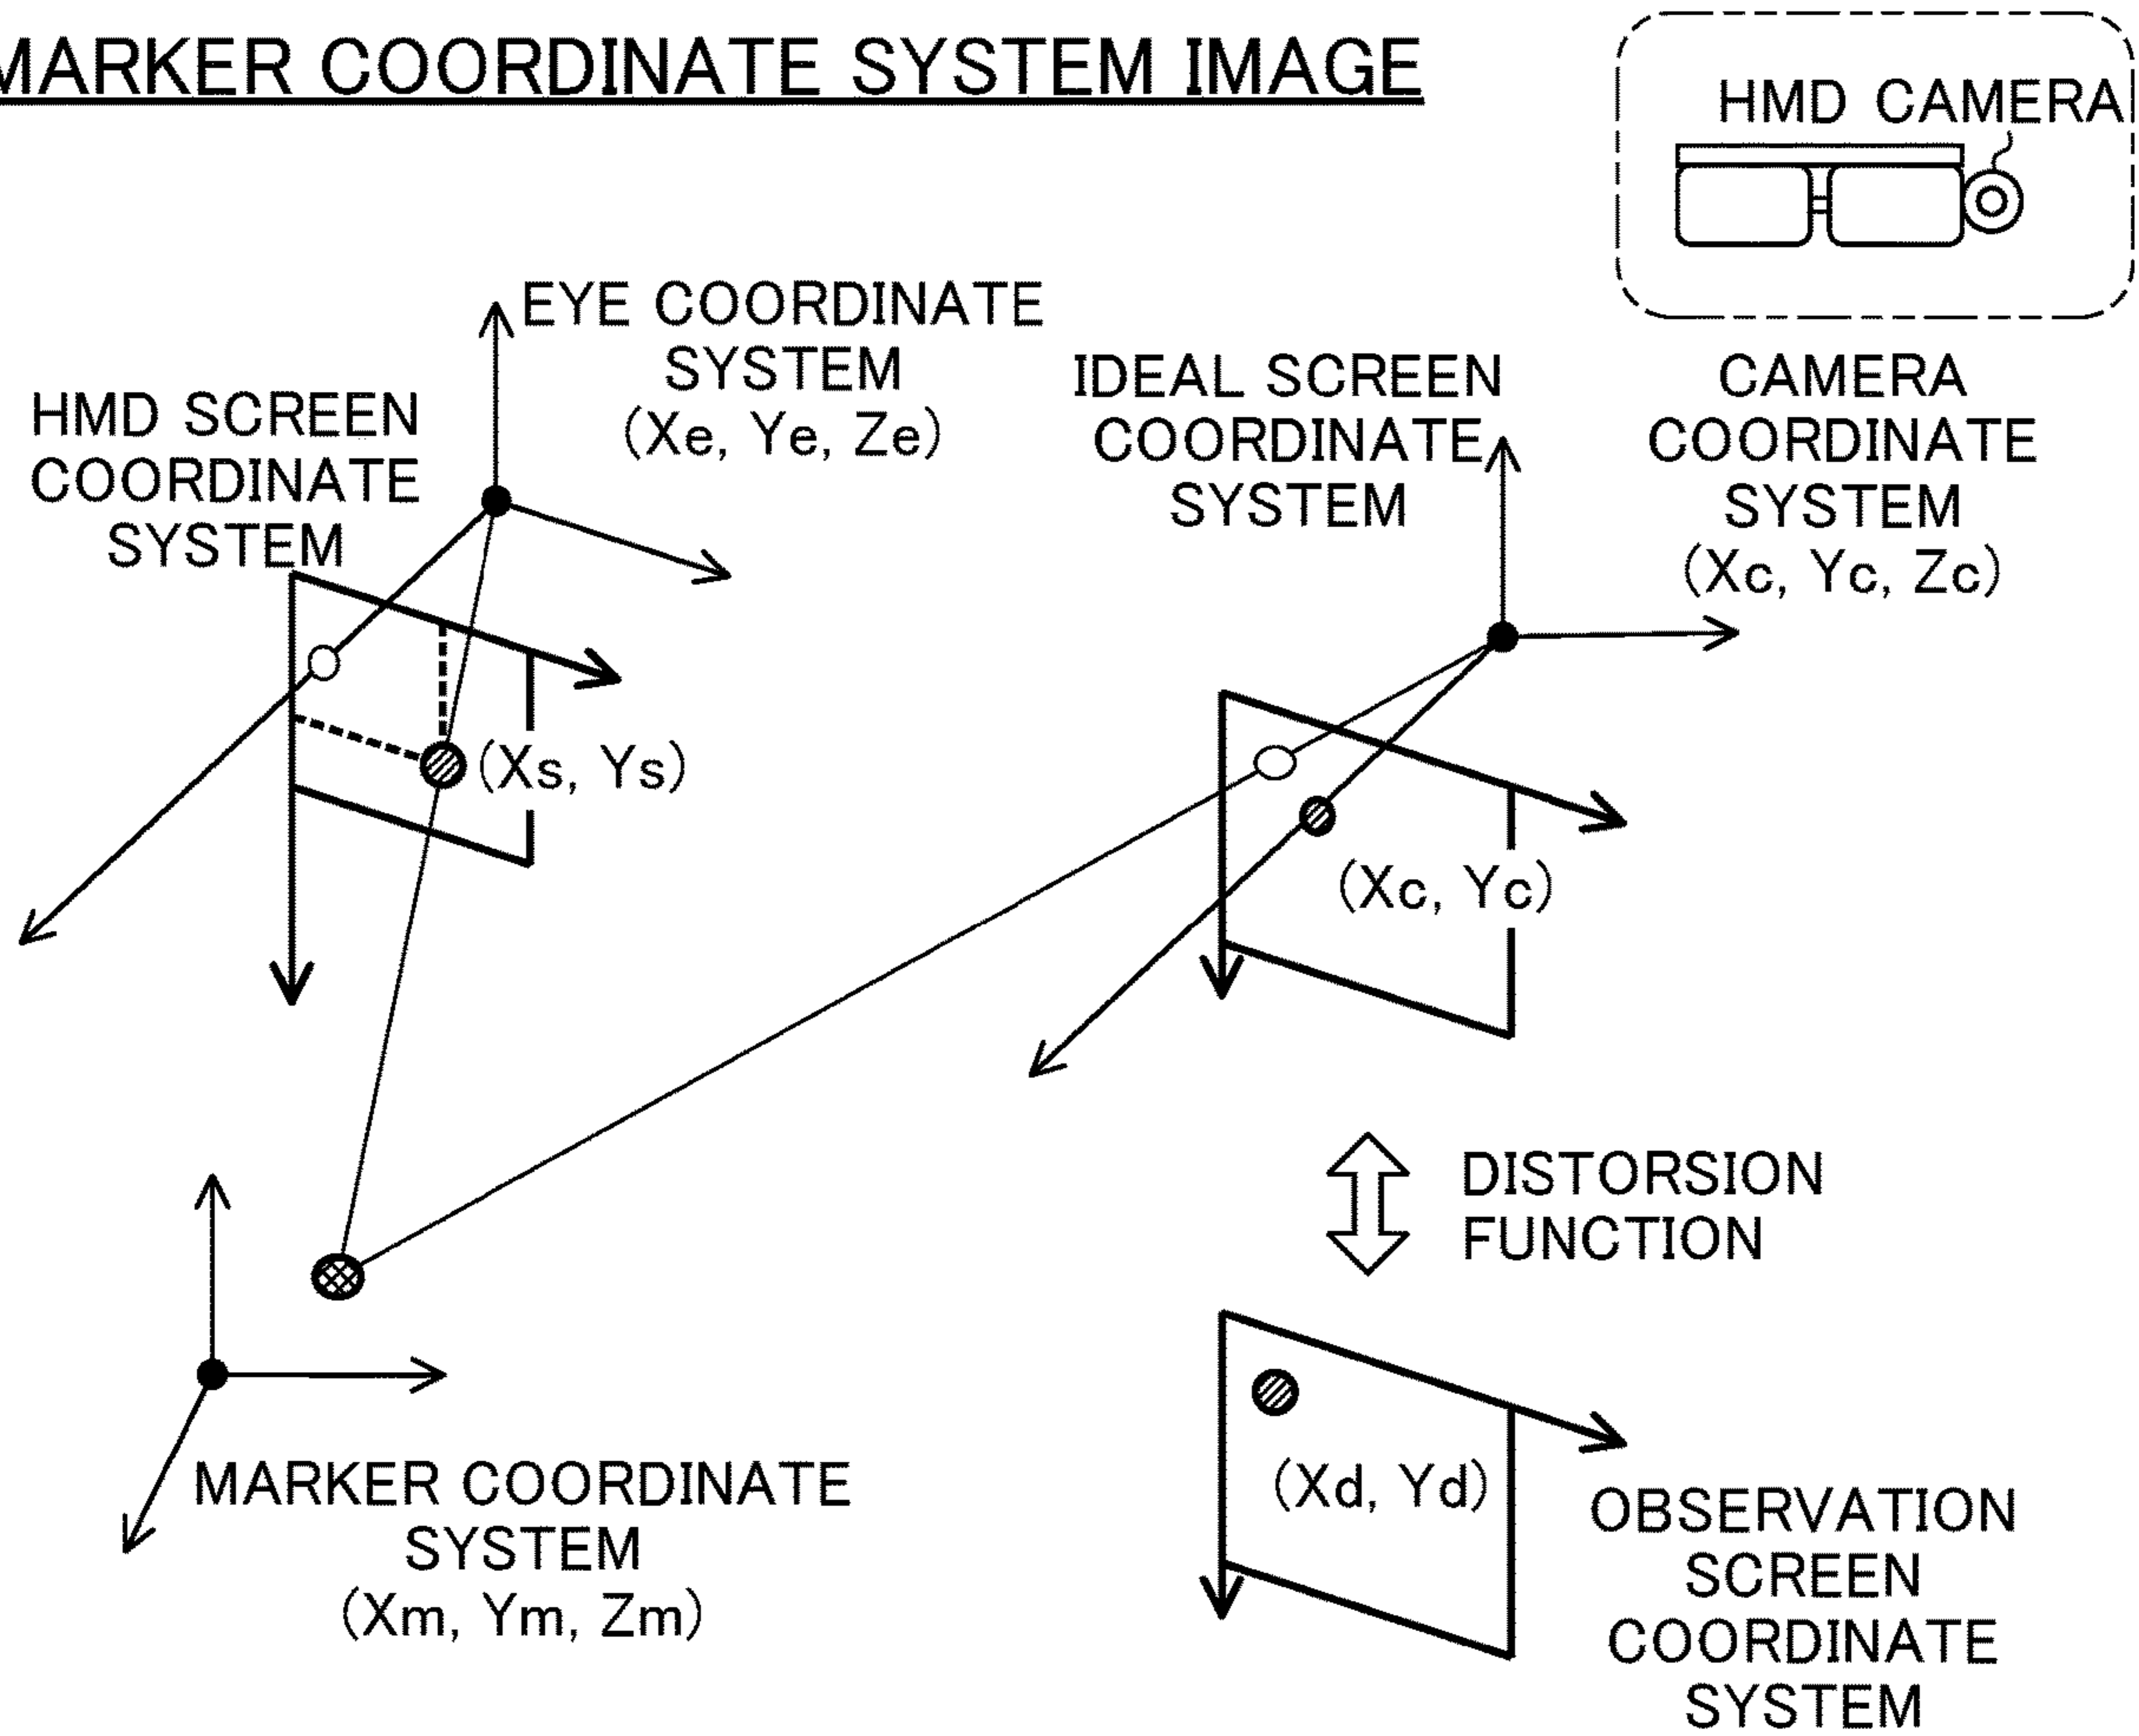 MARKER COORDINATE SYSTEM IMAGE
HMD CAMERA
EYE COORDINATE
SYSTEM
(Xe, Ye, Ze)
HMD SCREEN
COORDINATE
SYSTEM
IDEAL SCREEN
COORDINATE
SYSTEM
CAMERA
COORDINATE
SYSTEM
(Xc, Yc, Zc)
(Xs, Ys)
(Xc, Yc)
DISTORSION
FUNCTION
MARKER COORDINATE
SYSTEM
(Xm, Ym, Zm)
(Xd, Yd)
OBSERVATION
SCREEN
COORDINATE
SYSTEM